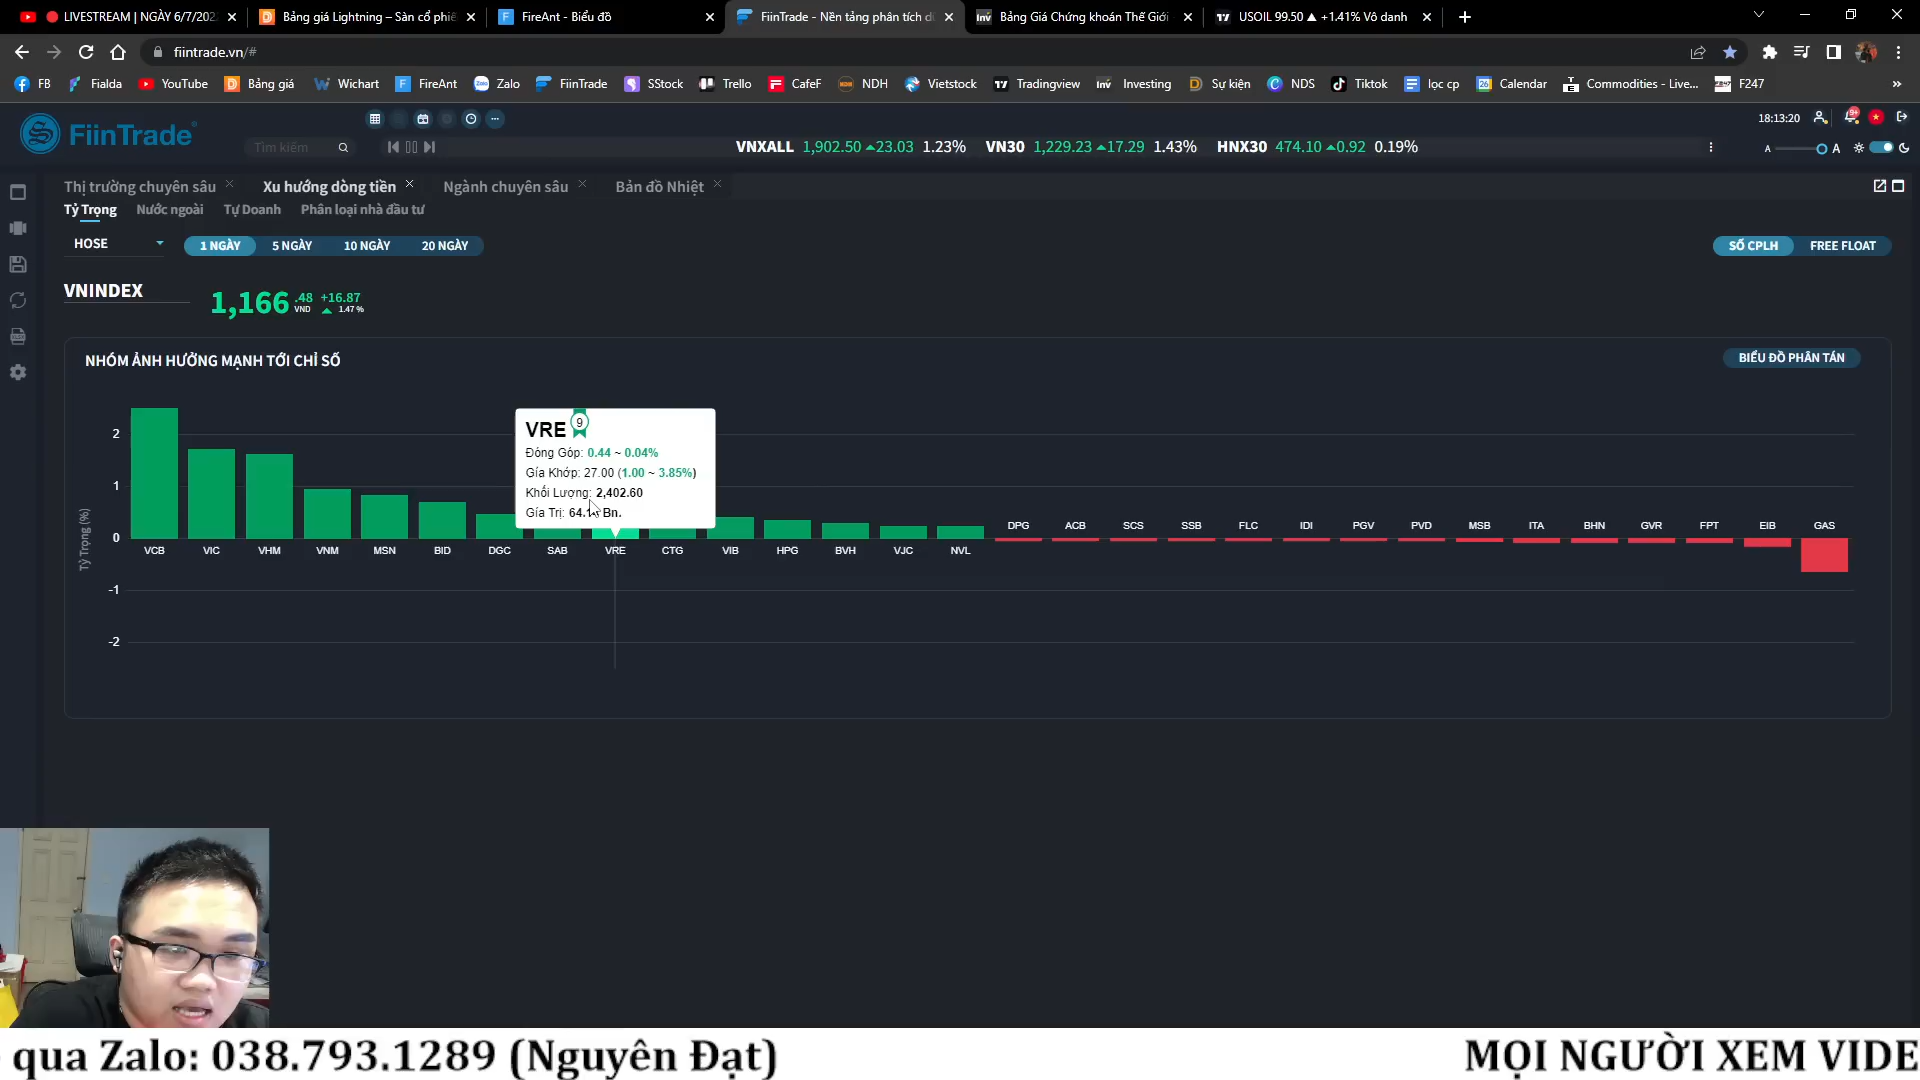 LIVESTREAM | NGÀY 6/7/202
Bảng giá Lightning – Sàn cổ phiế
FireAnt - Biểu đồ
FiinTrade - Nền tảng phân tích d
Bảng Giá Chứng khoán Thế Giới
USOIL 99.50 ▲ +1.41% Vô danh
fiintrade.vn/#
FB Fialda YouTube Bảng giá Wichart FireAnt Zalo FiinTrade SStock Trello CafeF NDH Vietstock Tradingview Investing Sự kiện NDS Tiktok lọc cp Calendar Commodities - Live... F247 »
18:13:20 9+
FiinTrade
Tìm kiếm
VNXALL 1,902.50 ▲23.03 1.23% VN30 1,229.23 ▲17.29 1.43% HNX30 474.10 ▲0.92 0.19%
A A
Thị trường chuyên sâu Xu hướng dòng tiền Ngành chuyên sâu Bản đồ Nhiệt
Tỷ Trọng Nước ngoài Tự Doanh Phân loại nhà đầu tư
HOSE 1 NGÀY 5 NGÀY 10 NGÀY 20 NGÀY SỐ CPLH FREE FLOAT
VNINDEX 1,166.48 VND +16.87 ▲ 1.47 %
NHÓM ẢNH HƯỞNG MẠNH TỚI CHỈ SỐ
BIỂU ĐỒ PHÂN TÁN
VRE 9
Đóng Góp: 0.44 ~ 0.04%
Gía Khớp: 27.00 (1.00 ~ 3.85%)
Khối Lượng: 2,402.60
Gía Trị: Bn.
2
1
0
-1
-2
Tỷ Trọng (%)
DPG ACB SCS SSB FLC IDI PGV PVD MSB ITA BHN GVR FPT EIB GAS
VCB VIC VHM VNM MSN BID DGC SAB VRE CTG VIB HPG BVH VJC NVL
qua Zalo: 038.793.1289 (Nguyên Đạt) MỌI NGƯỜI XEM VIDE